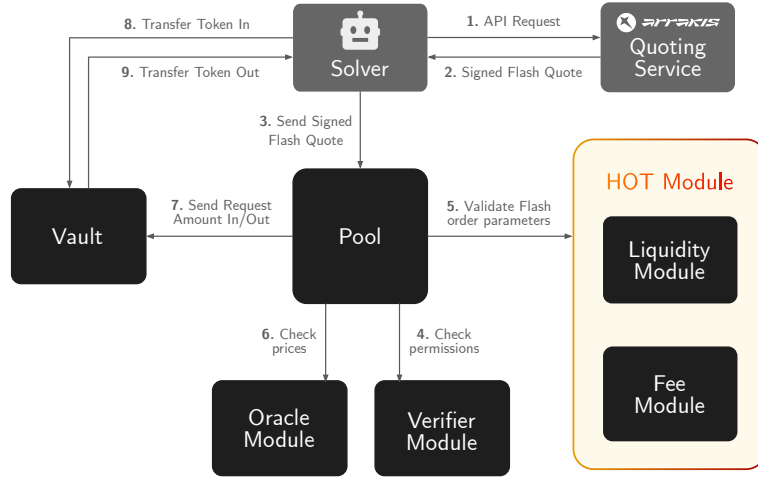 8. Transfer Token In
1. API Request
ARRAKIS
Solver
Quoting
Service
9. Transfer Token Out
2. Signed Flash Quote
3. Send Signed
Flash Quote
HOT Module
7. Send Request
Amount In/Out
5. Validate Flash
order parameters
Vault
Pool
Liquidity
Module
6. Check
prices
4. Check
permissions
Fee
Module
Oracle
Module
Verifier
Module